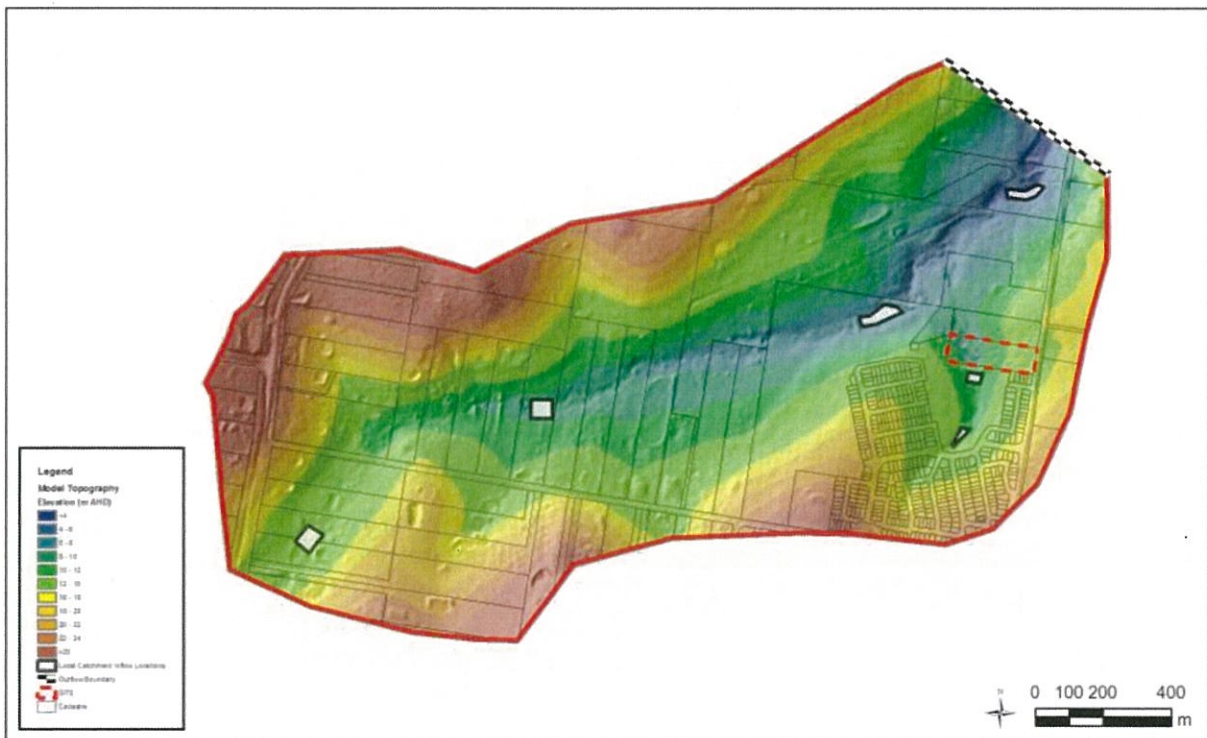 Legend
Model Topography
Elevation (m AHD)
<4
4 - 6
6 - 8
8 - 10
10 - 12
12 - 16
16 - 18
18 - 20
20 - 22
22 - 24
Local Catchment Inflow Locations
Outflow Boundary
SITE
Cadastre
N
0 100 200 400
m